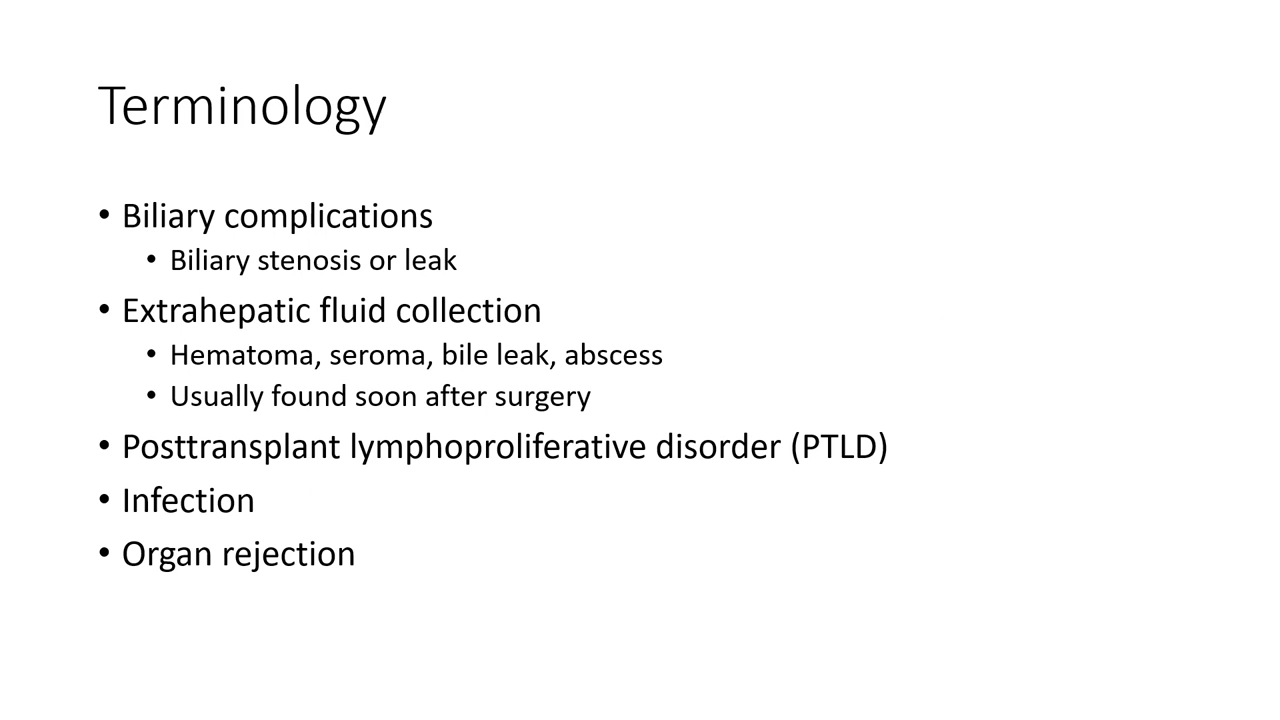 Terminology
• Biliary complications
• Biliary stenosis or leak
• Extrahepatic fluid collection
• Hematoma, seroma, bile leak, abscess
• Usually found soon after surgery
• Posttransplant lymphoproliferative disorder (PTLD)
• Infection
• Organ rejection